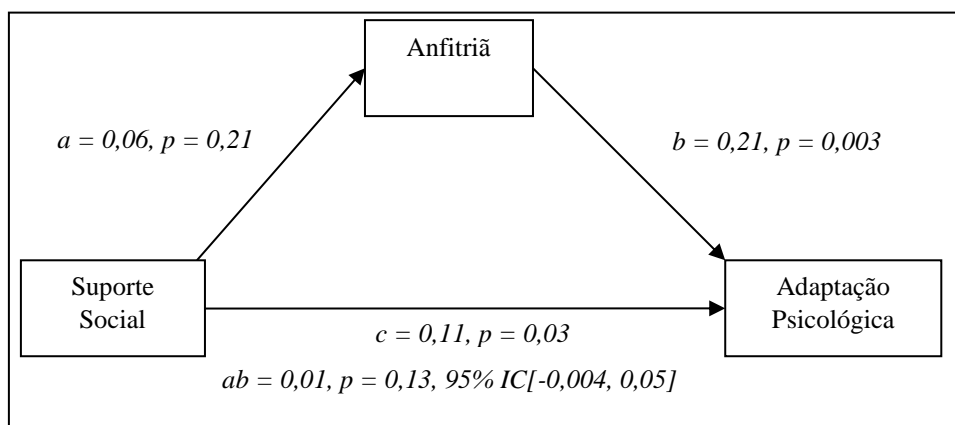 Anfitriã
a = 0,06, p = 0,21
b = 0,21, p = 0,003
Suporte
Social
Adaptação
Psicológica
c = 0,11, p = 0,03
ab = 0,01, p = 0,13, 95% IC[-0,004, 0,05]